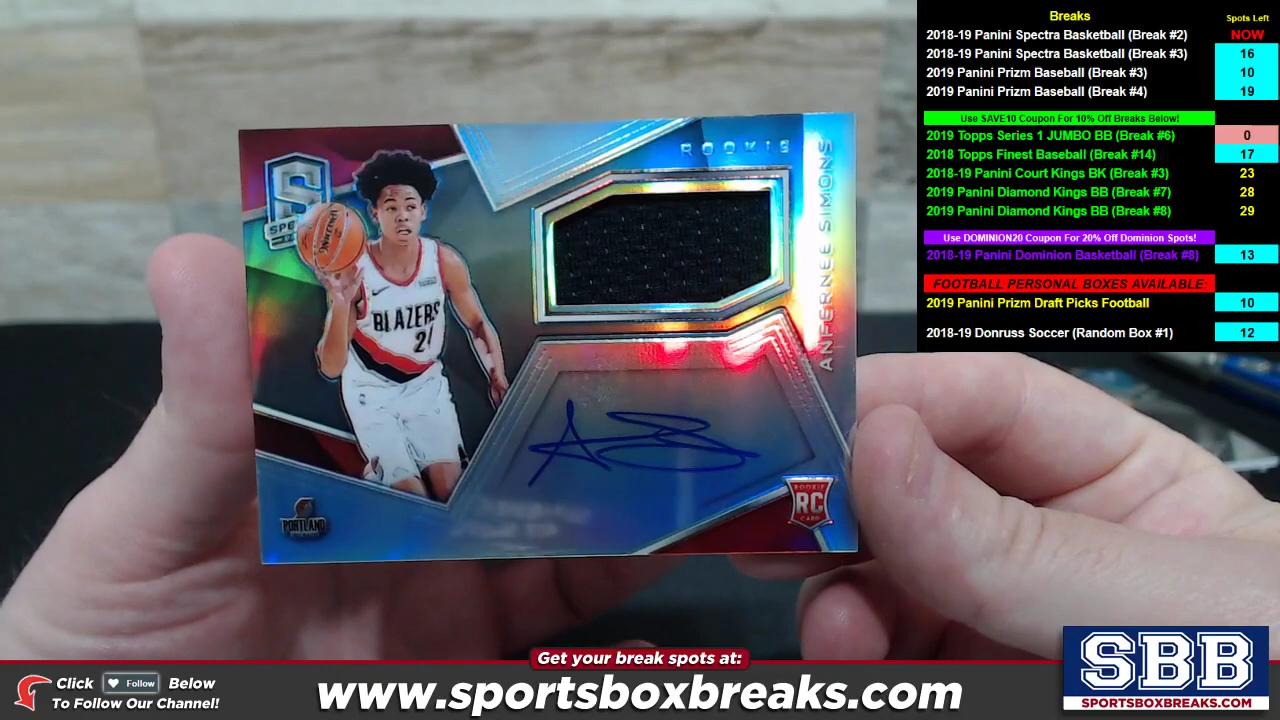 Breaks Spots Left
2018-19 Panini Spectra Basketball (Break #2) NOW
2018-19 Panini Spectra Basketball (Break #3) 16
2019 Panini Prizm Baseball (Break #3) 10
2019 Panini Prizm Baseball (Break #4) 19
Use SAVE10 Coupon For 10% Off Breaks Below!
2019 Topps Series 1 JUMBO BB (Break #6) 0
2018 Topps Finest Baseball (Break #14) 17
2018-19 Panini Court Kings BK (Break #3) 23
2019 Panini Diamond Kings BB (Break #7) 28
2019 Panini Diamond Kings BB (Break #8) 29
Use DOMINION20 Coupon For 20% Off Dominion Spots!
2018-19 Panini Dominion Basketball (Break #8) 13
FOOTBALL PERSONAL BOXES AVAILABLE:
2019 Panini Prizm Draft Picks Football 10
2018-19 Donruss Soccer (Random Box #1) 12
ROOKIE
ANFERNEE SIMONS
S
SPALDING
BLAZERS
PORTLAND
ROOKIE
RC
CARD
Get your break spots at:
Click Follow Below
To Follow Our Channel!
www.sportsboxbreaks.com
SBB
SPORTSBOXBREAKS.COM